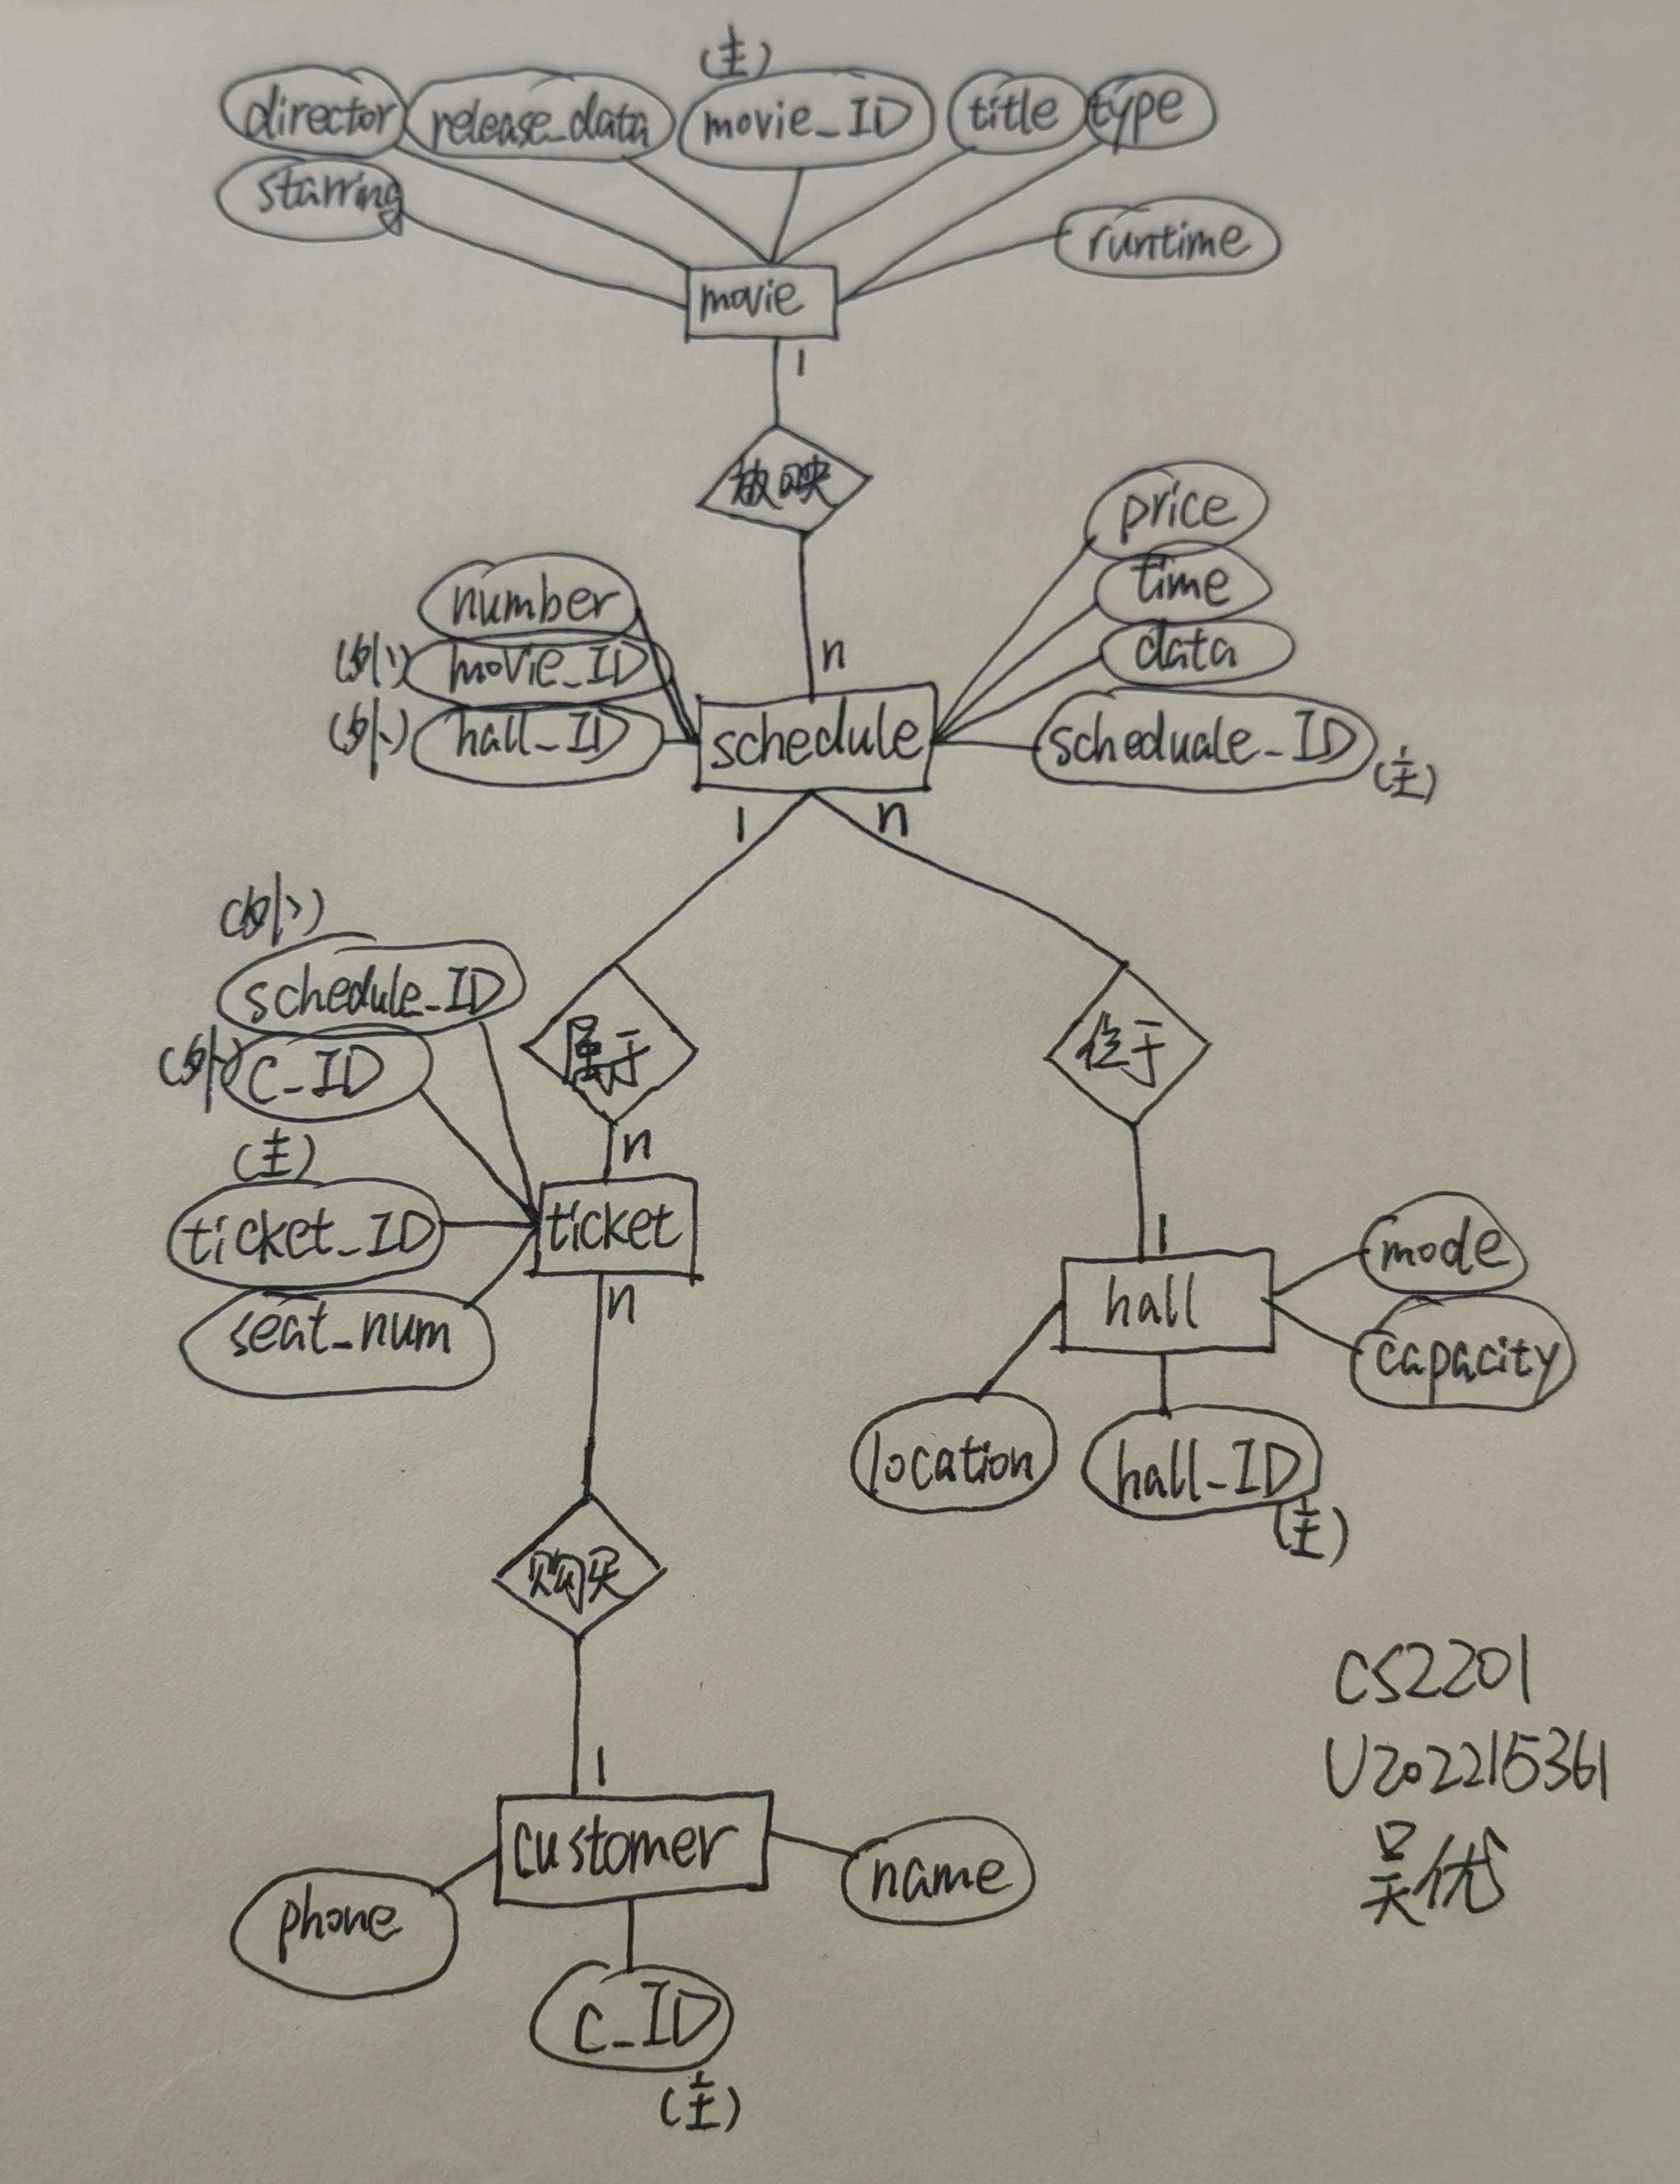 (主)
director release_data movie_ID title type
starring runtime
movie
1
放映
price
number time
(外) movie_ID n data
(外) hall_ID schedule scheduale_ID (主)
1 n
(外)
schedule_ID
(外) C_ID 属于 位于
(主) n
ticket_ID ticket 1 mode
seat_num n hall capacity
location hall_ID
(主)
购买
CS2201
1 U202215361
customer name 吴优
phone
C_ID
(主)